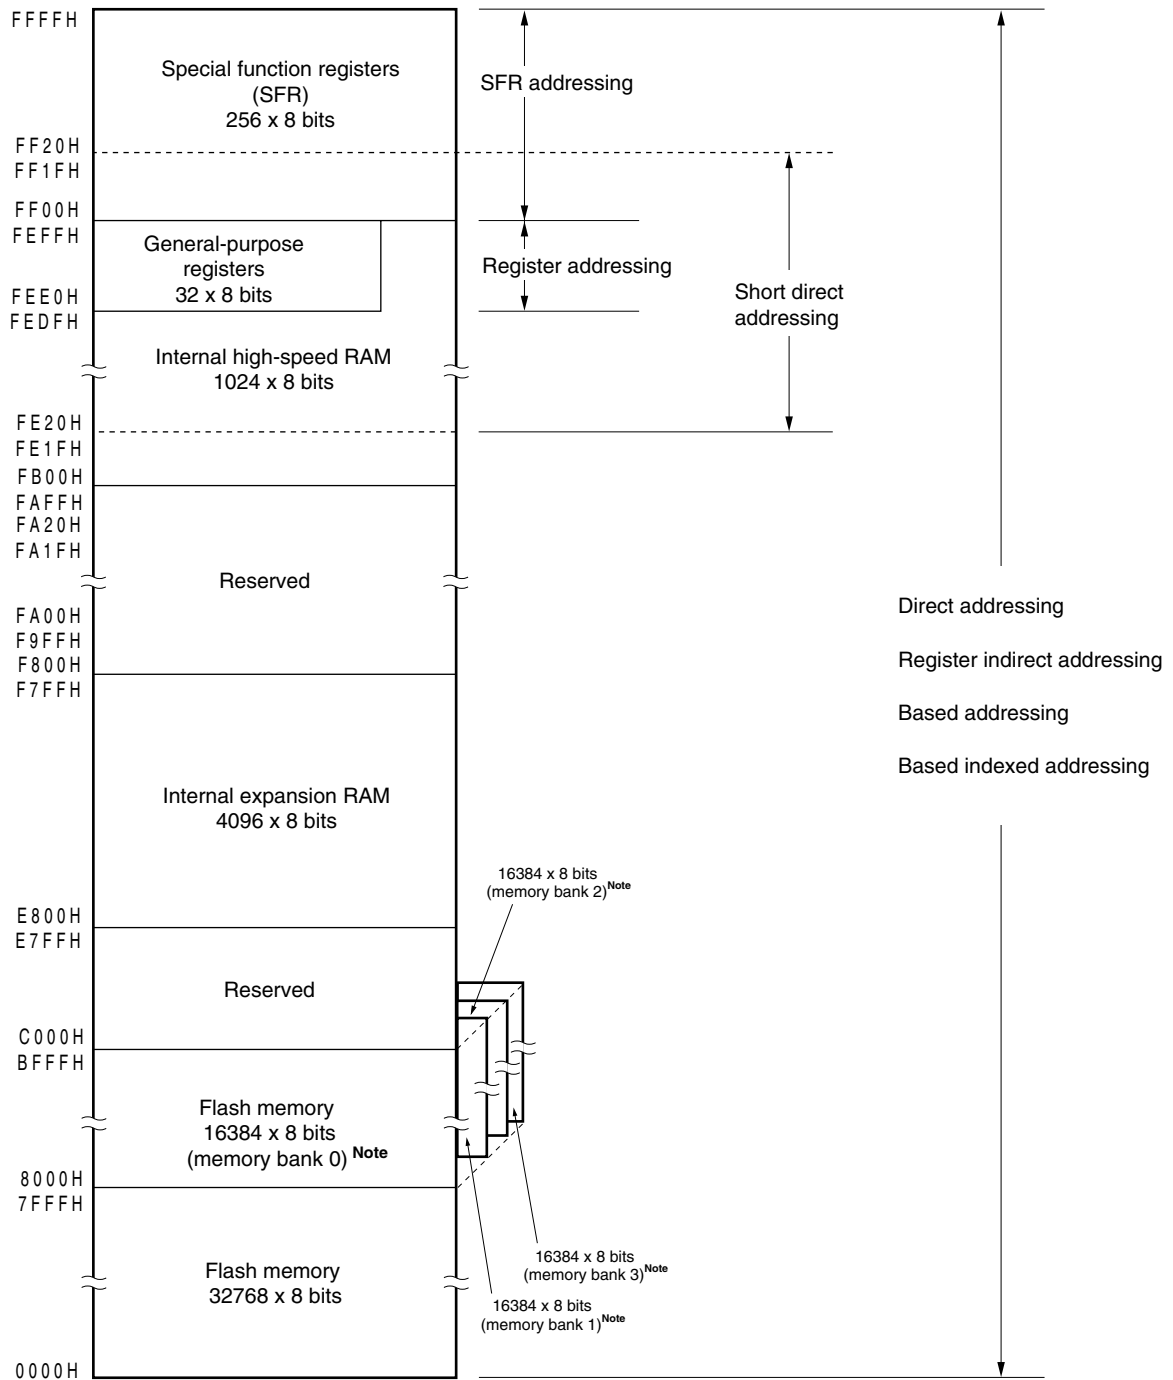 FFFFH
Special function registers
(SFR)
256 x 8 bits
SFR addressing
FF20H
FF1FH
FF00H
FEFFH
General-purpose
registers
32 x 8 bits
Register addressing
Short direct
addressing
FEE0H
FEDFH
Internal high-speed RAM
1024 x 8 bits
FE20H
FE1FH
FB00H
FAFFH
FA20H
FA1FH
Reserved
FA00H
F9FFH
F800H
F7FFH
Direct addressing
Register indirect addressing
Based addressing
Based indexed addressing
Internal expansion RAM
4096 x 8 bits
16384 x 8 bits
(memory bank 2)Note
E800H
E7FFH
Reserved
C000H
BFFFH
Flash memory
16384 x 8 bits
(memory bank 0) Note
8000H
7FFFH
Flash memory
32768 x 8 bits
16384 x 8 bits
(memory bank 3)Note
16384 x 8 bits
(memory bank 1)Note
0000H